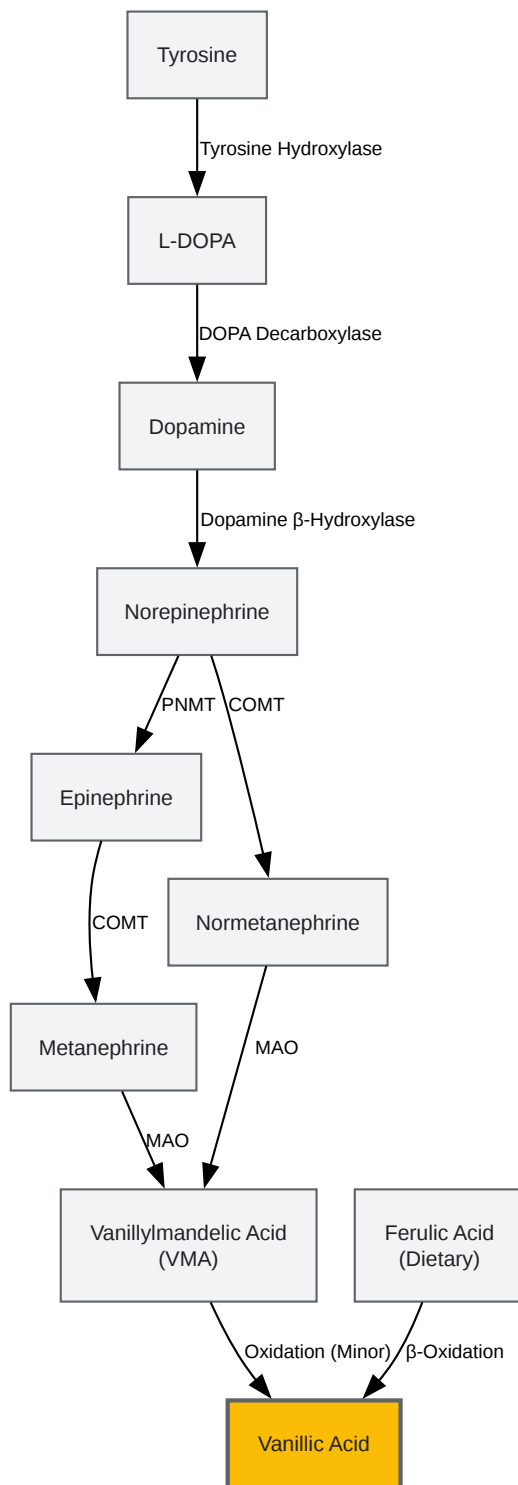 Tyrosine
Tyrosine Hydroxylase
L-DOPA
DOPA Decarboxylase
Dopamine
Dopamine β-Hydroxylase
Norepinephrine
PNMT
COMT
Epinephrine
Normetanephrine
COMT
Metanephrine
MAO
MAO
Vanillylmandelic Acid
(VMA)
Ferulic Acid
(Dietary)
Oxidation (Minor)
β-Oxidation
Vanillic Acid